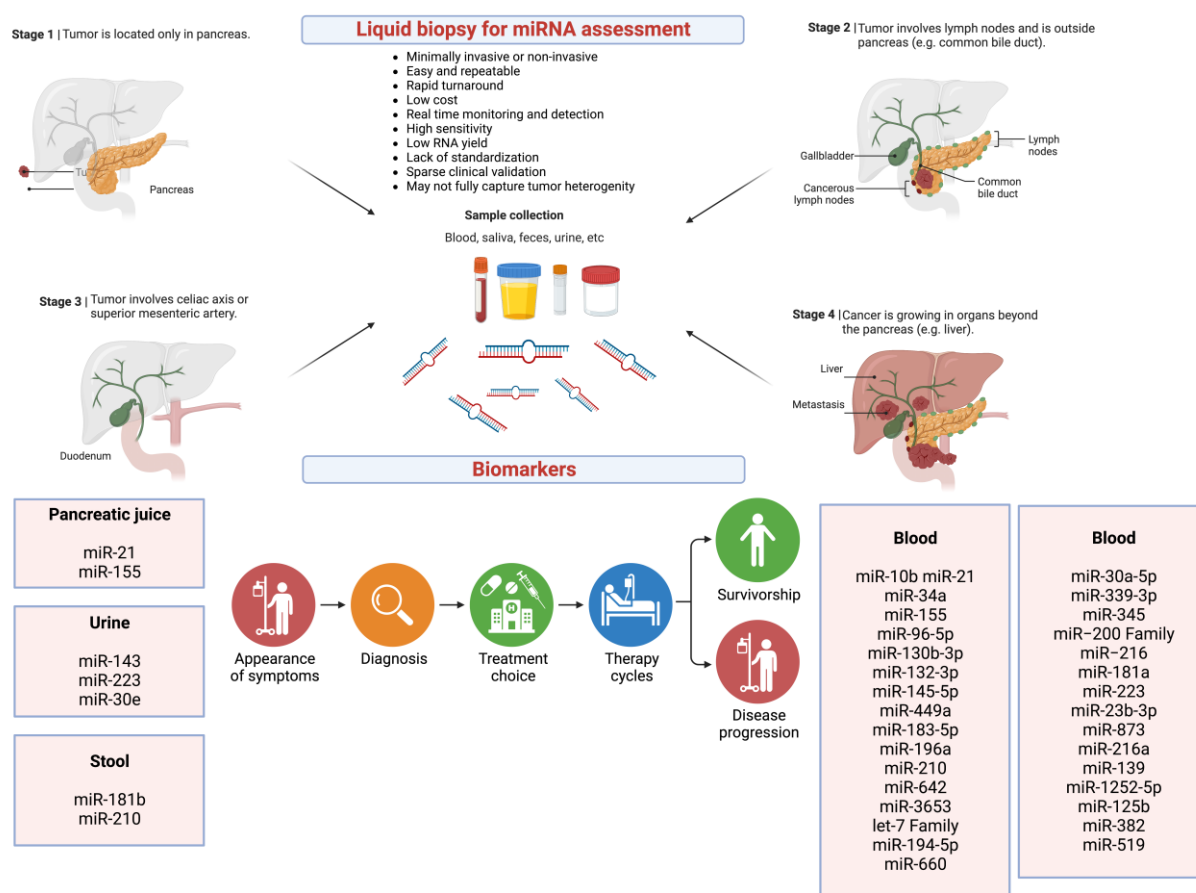 Liquid biopsy for miRNA assessment
Stage 1 | Tumor is located only in pancreas.
Tu
Pancreas
• Minimally invasive or non-invasive
• Easy and repeatable
• Rapid turnaround
• Low cost
• Real time monitoring and detection
• High sensitivity
• Low RNA yield
• Lack of standardization
• Sparse clinical validation
• May not fully capture tumor heterogenity
Stage 2 | Tumor involves lymph nodes and is outside
pancreas (e.g. common bile duct).
Gallbladder
Cancerous
lymph nodes
Lymph
nodes
Common
bile duct
Sample collection
Blood, saliva, feces, urine, etc
Stage 3 | Tumor involves celiac axis or
superior mesenteric artery.
Duodenum
Stage 4 | Cancer is growing in organs beyond
the pancreas (e.g. liver).
Liver
Metastasis
Biomarkers
Pancreatic juice
miR-21
miR-155
Urine
miR-143
miR-223
miR-30e
Stool
miR-181b
miR-210
Appearance
of symptoms
Diagnosis
H
Treatment
choice
Therapy
cycles
Survivorship
Disease
progression
Blood
miR-10b miR-21
miR-34a
miR-155
miR-96-5p
miR-130b-3p
miR-132-3p
miR-145-5p
miR-449a
miR-183-5p
miR-196a
miR-210
miR-642
miR-3653
let-7 Family
miR-194-5p
miR-660
Blood
miR-30a-5p
miR-339-3p
miR-345
miR−200 Family
miR−216
miR-181a
miR-223
miR-23b-3p
miR-873
miR-216a
miR-139
miR-1252-5p
miR-125b
miR-382
miR-519